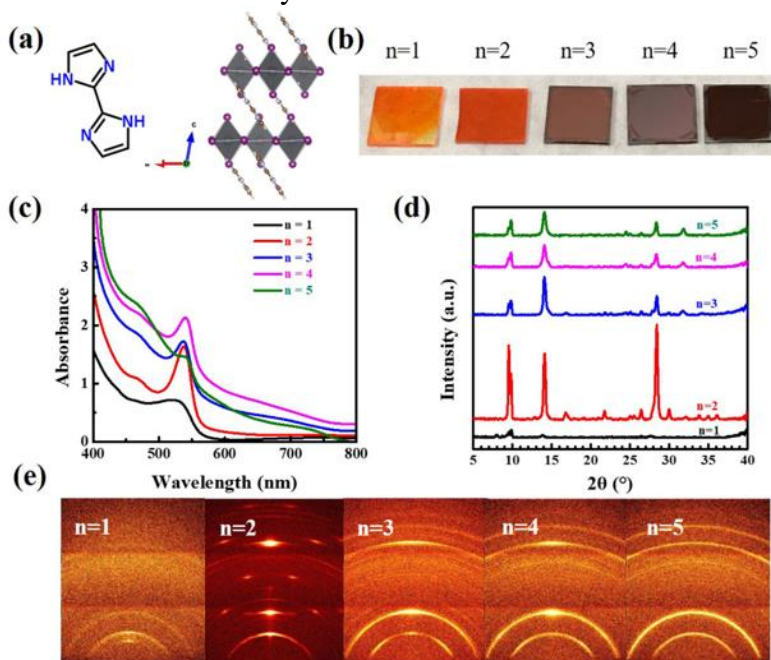 (a)
N
N
HN
NH
c
a
(b)
n=1 n=2 n=3 n=4 n=5
(c)
Absorbance
4
3
2
1
0
n = 1
n = 2
n = 3
n = 4
n = 5
400 500 600 700 800
Wavelength (nm)
(d)
Intensity (a.u.)
n=5
n=4
n=3
n=2
n=1
5 10 15 20 25 30 35 40
2θ (°)
(e)
n=1 n=2 n=3 n=4 n=5